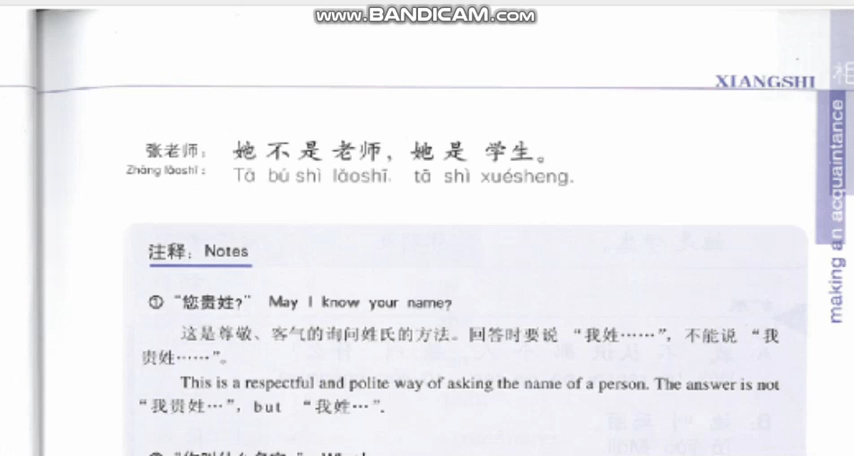 www.BANDICAM.com
XIANGSHI
相
making an acquaintance
张老师： 她不是老师，她是 学生。
Zhāng lǎoshī： Tā bú shì lǎoshī, tā shì xuésheng.
注释：Notes
① “您贵姓？” May I know your name?
这是尊敬、客气的询问姓氏的方法。回答时要说 “我姓……”，不能说 “我
贵姓……”。
This is a respectful and polite way of asking the name of a person. The answer is not
“我贵姓…”, but “我姓…”.